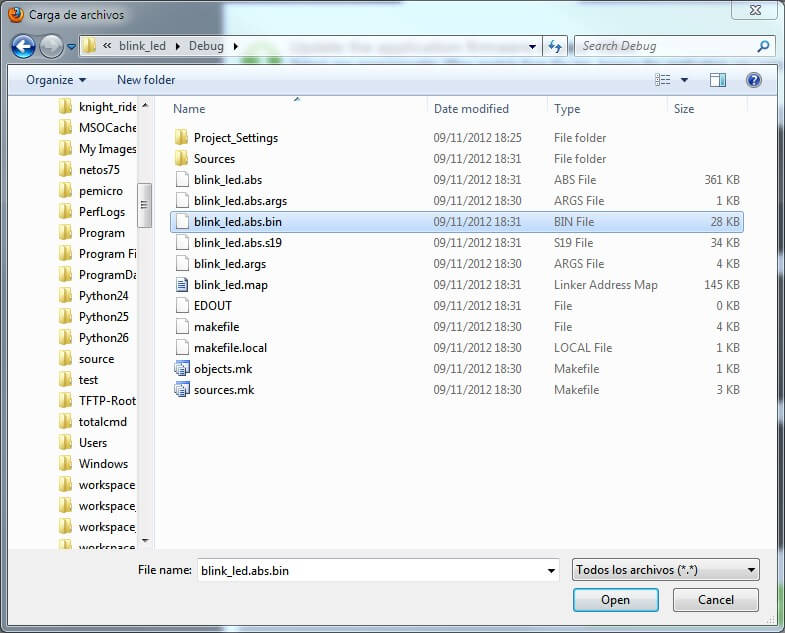 Carga de archivos
« blink_led Debug
Search Debug
Update the application firmware
Organize New folder
Name Date modified Type Size
knight_ride
MSOCache
My Images
netos75
pemicro
PerfLogs
Program
Program Fi
ProgramDa
Python24
Python25
Python26
source
test
TFTP-Root
totalcmd
Users
Windows
workspace
workspace_
workspace_
workspace
Project_Settings 09/11/2012 18:25 File folder
Sources 09/11/2012 18:31 File folder
blink_led.abs 09/11/2012 18:31 ABS File 361 KB
blink_led.abs.args 09/11/2012 18:30 ARGS File 1 KB
blink_led.abs.bin 09/11/2012 18:31 BIN File 28 KB
blink_led.abs.s19 09/11/2012 18:31 S19 File 34 KB
blink_led.args 09/11/2012 18:30 ARGS File 4 KB
blink_led.map 09/11/2012 18:31 Linker Address Map 145 KB
EDOUT 09/11/2012 18:31 File 0 KB
makefile 09/11/2012 18:30 File 4 KB
makefile.local 09/11/2012 18:30 LOCAL File 1 KB
objects.mk 09/11/2012 18:30 Makefile 1 KB
sources.mk 09/11/2012 18:30 Makefile 3 KB
File name: blink_led.abs.bin Todos los archivos (*.*)
Open Cancel